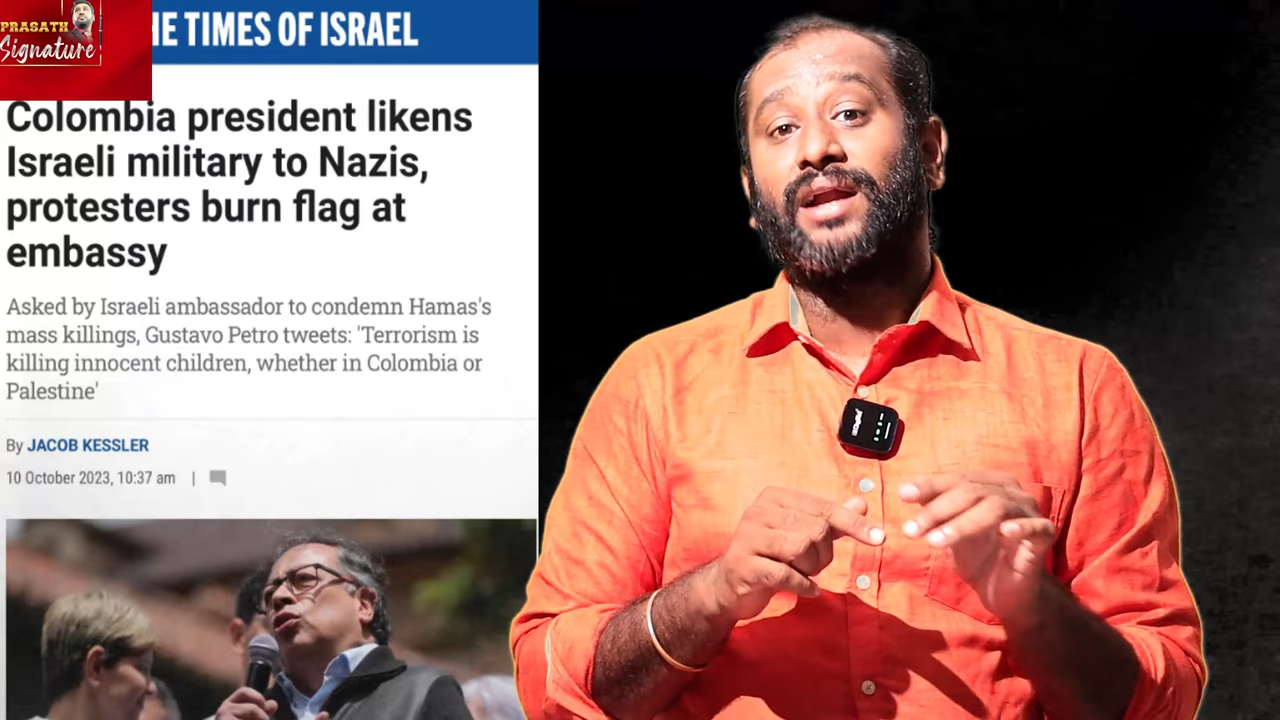 PRASATH
Signature
HE TIMES OF ISRAEL
Colombia president likens
Israeli military to Nazis,
protesters burn flag at
embassy
Asked by Israeli ambassador to condemn Hamas's
mass killings, Gustavo Petro tweets: 'Terrorism is
killing innocent children, whether in Colombia or
Palestine'
By JACOB KESSLER
10 October 2023, 10:37 am |